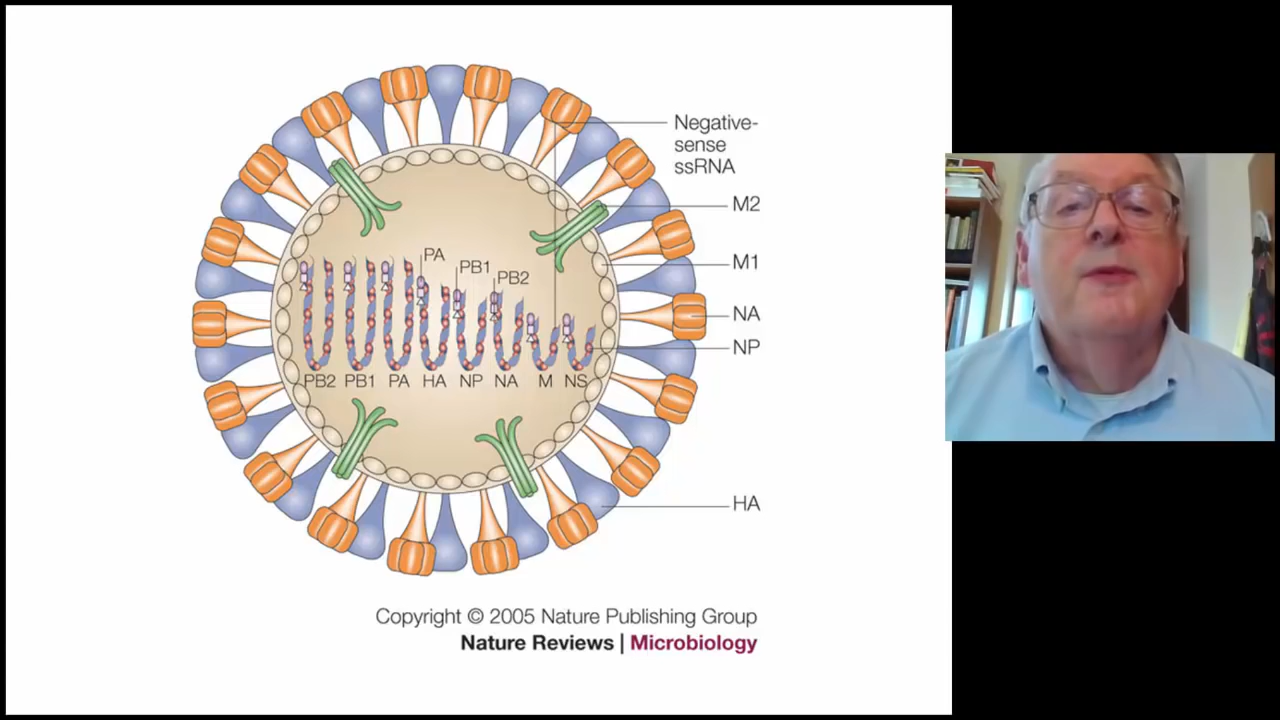 Negative-
sense
ssRNA
M2
M1
NA
NP
HA
PA
PB1
PB2
PB2 PB1 PA HA NP NA M NS
Copyright © 2005 Nature Publishing Group
Nature Reviews | Microbiology